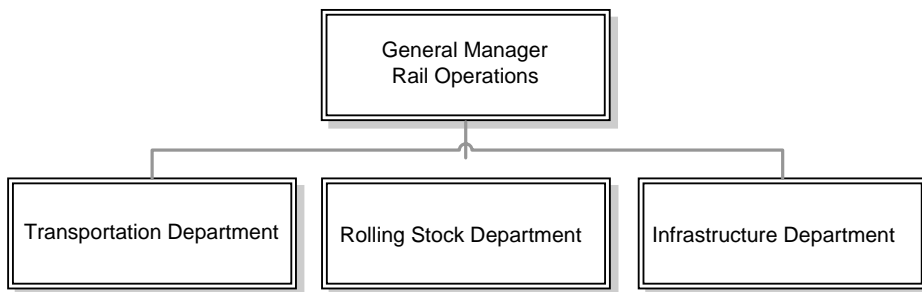 General Manager
Rail Operations
Transportation Department
Rolling Stock Department
Infrastructure Department